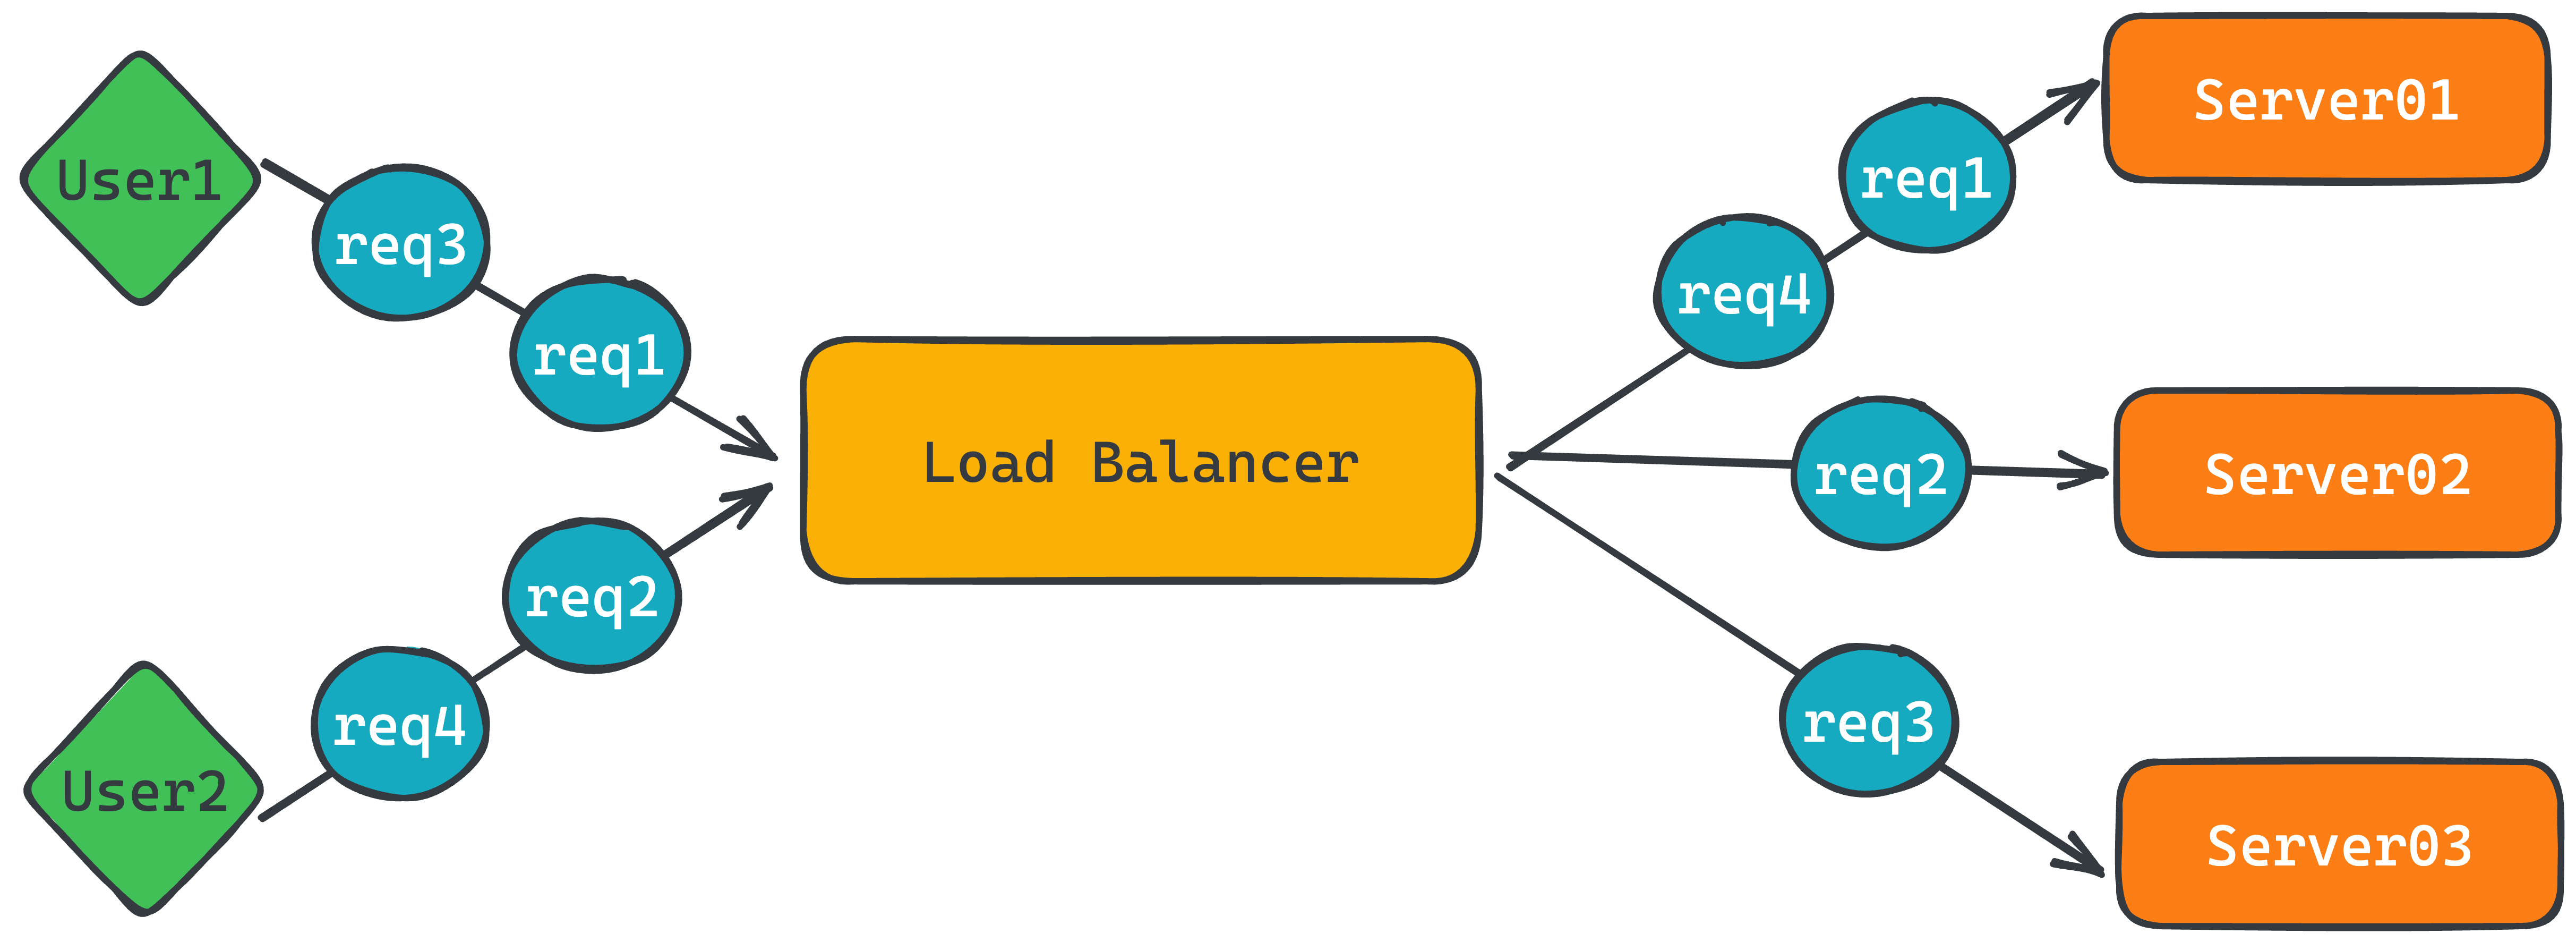 User1
req3
req1
User2
req4
req2
Load Balancer
req4
req1
req2
req3
Server01
Server02
Server03